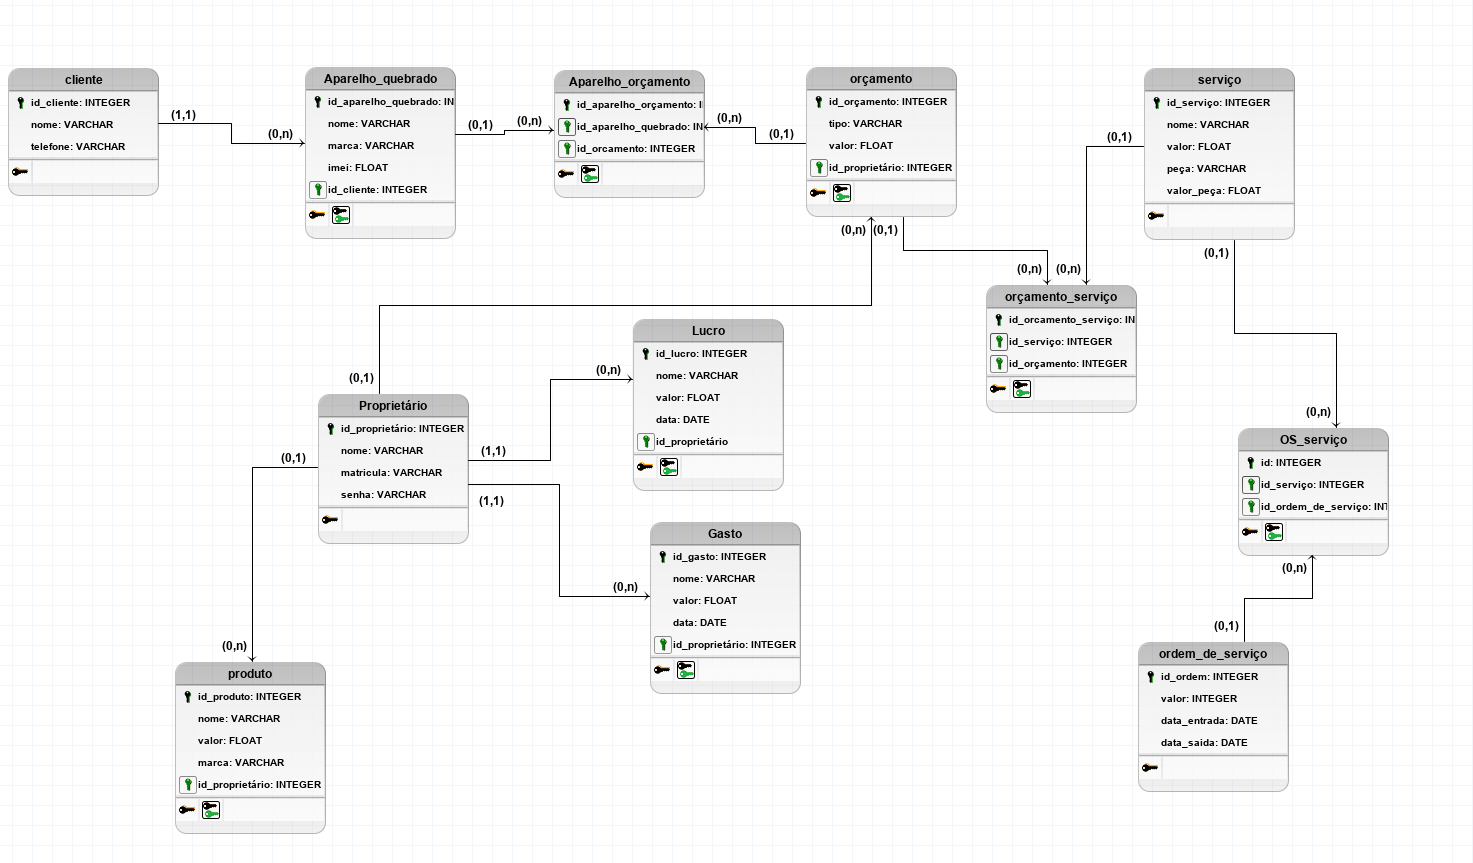 cliente
id_cliente: INTEGER
nome: VARCHAR
telefone: VARCHAR
(1,1)
(0,n)
Aparelho_quebrado
id_aparelho_quebrado: IN
nome: VARCHAR
marca: VARCHAR
imei: FLOAT
id_cliente: INTEGER
(0,1)
(0,n)
Aparelho_orçamento
id_aparelho_orçamento: I
id_aparelho_quebrado: IN
id_orcamento: INTEGER
(0,n)
(0,1)
orçamento
id_orçamento: INTEGER
tipo: VARCHAR
valor: FLOAT
id_proprietário: INTEGER
(0,n)
(0,1)
serviço
id_serviço: INTEGER
nome: VARCHAR
valor: FLOAT
peça: VARCHAR
valor_peça: FLOAT
(0,1)
(0,1)
(0,n)
(0,n)
orçamento_serviço
id_orcamento_serviço: IN
id_serviço: INTEGER
id_orçamento: INTEGER
Lucro
id_lucro: INTEGER
nome: VARCHAR
valor: FLOAT
data: DATE
id_proprietário
(0,n)
(0,1)
Proprietário
id_proprietário: INTEGER
nome: VARCHAR
matricula: VARCHAR
senha: VARCHAR
(1,1)
(1,1)
(0,1)
(0,n)
OS_serviço
id: INTEGER
id_serviço: INTEGER
id_ordem_de_serviço: INT
(0,n)
Gasto
id_gasto: INTEGER
nome: VARCHAR
valor: FLOAT
data: DATE
id_proprietário: INTEGER
(0,n)
(0,1)
ordem_de_serviço
id_ordem: INTEGER
valor: INTEGER
data_entrada: DATE
data_saida: DATE
(0,n)
produto
id_produto: INTEGER
nome: VARCHAR
valor: FLOAT
marca: VARCHAR
id_proprietário: INTEGER